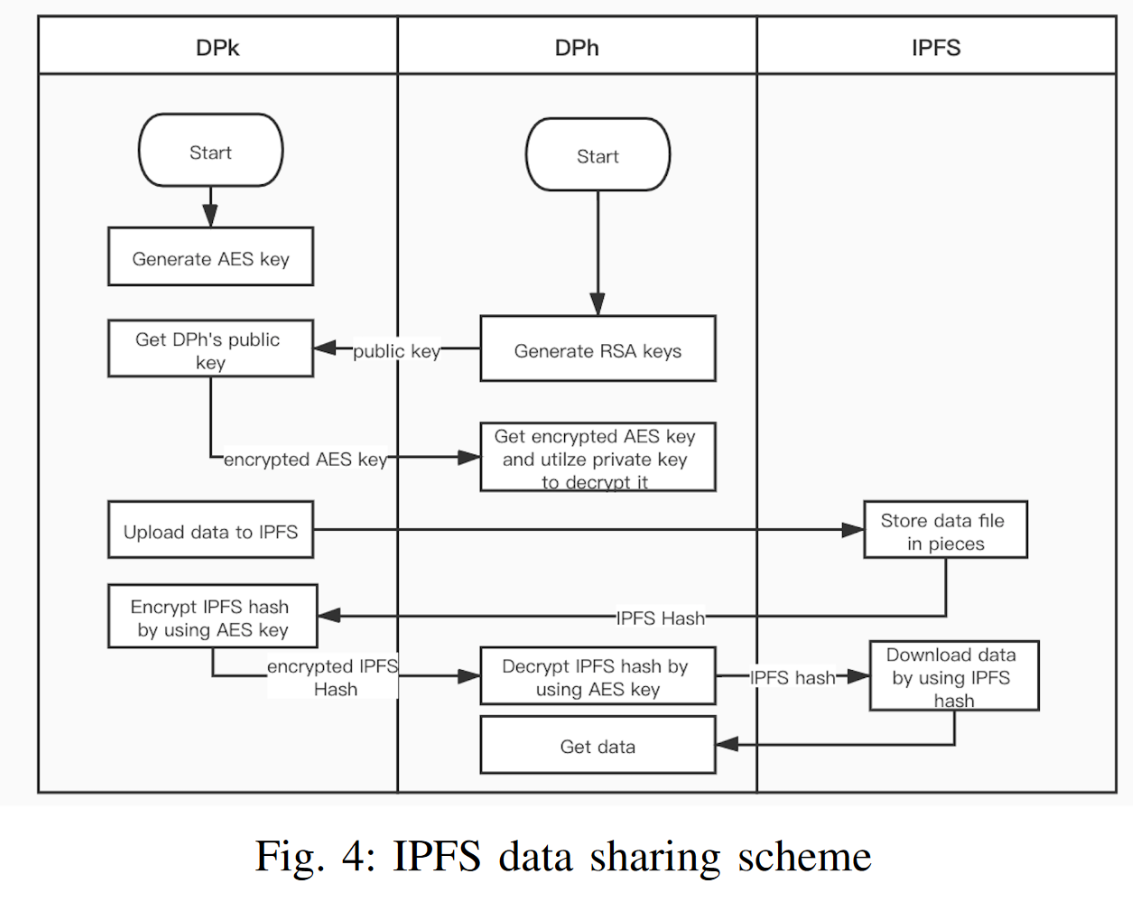 DPk
DPh
IPFS
Start
Start
Generate AES key
Get DPh's public
key
public key
Generate RSA keys
encrypted AES key
Get encrypted AES key
and utilze private key
to decrypt it
Upload data to IPFS
Store data file
in pieces
Encrypt IPFS hash
by using AES key
IPFS Hash
encrypted IPFS
Hash
Decrypt IPFS hash by
using AES key
IPFS hash
Download data
by using IPFS
hash
Get data
Fig. 4: IPFS data sharing scheme